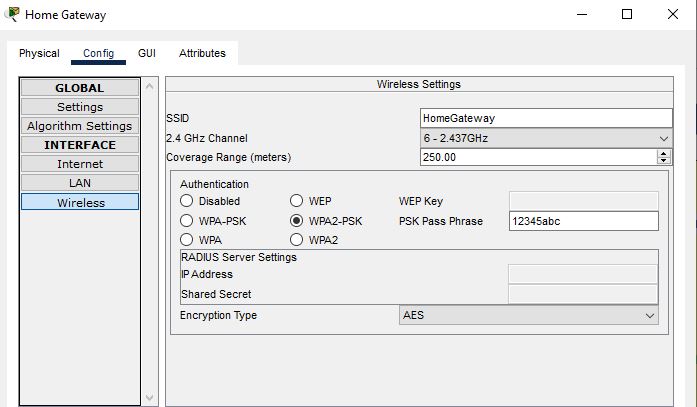 Home Gateway
Physical Config GUI Attributes
GLOBAL
Settings
Algorithm Settings
INTERFACE
Internet
LAN
Wireless
Wireless Settings
SSID HomeGateway
2.4 GHz Channel 6 - 2.437GHz
Coverage Range (meters) 250.00
Authentication
Disabled WEP WEP Key
WPA-PSK WPA2-PSK PSK Pass Phrase 12345abc
WPA WPA2
RADIUS Server Settings
IP Address
Shared Secret
Encryption Type AES